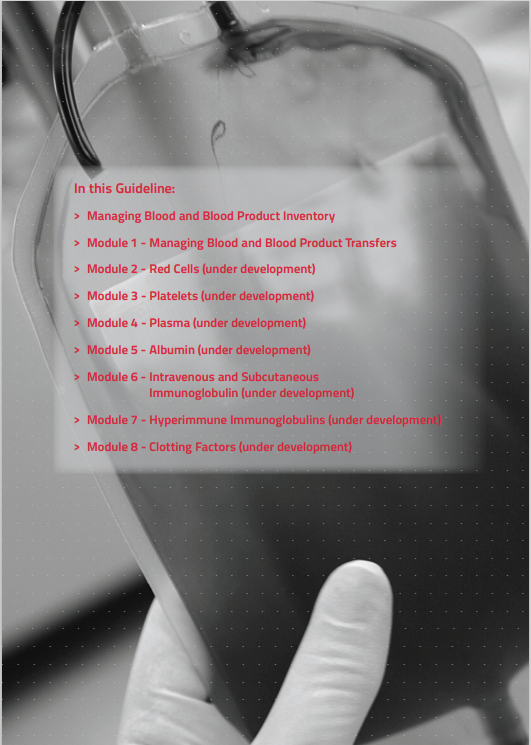 In this Guideline:
> Managing Blood and Blood Product Inventory
> Module 1 - Managing Blood and Blood Product Transfers
> Module 2 - Red Cells (under development)
> Module 3 - Platelets (under development)
> Module 4 - Plasma (under development)
> Module 5 - Albumin (under development)
> Module 6 - Intravenous and Subcutaneous
Immunoglobulin (under development)
> Module 7 - Hyperimmune Immunoglobulins (under development)
> Module 8 - Clotting Factors (under development)